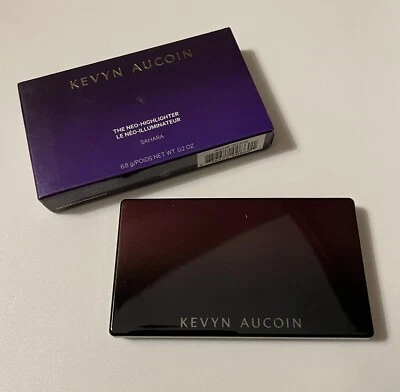 KEVYN AUCOIN
THE NEO-HIGHLIGHTER
LE NÉO-ILLUMINATEUR
SAHARA
6.8 g/POIDS NET WT 0.2 OZ
KEVYN AUCOIN